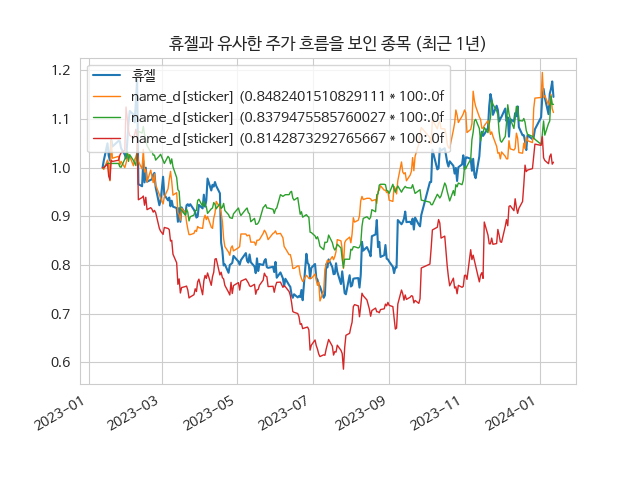 휴젤과 유사한 주가 흐름을 보인 종목 (최근 1년)
휴젤
name_d[sticker] (0.8482401510829111 * 100:.0f
name_d[sticker] (0.8379475585760027 * 100:.0f
name_d[sticker] (0.8142873292765667 * 100:.0f
1.2
1.1
1.0
0.9
0.8
0.7
0.6
2023-01
2023-03
2023-05
2023-07
2023-09
2023-11
2024-01